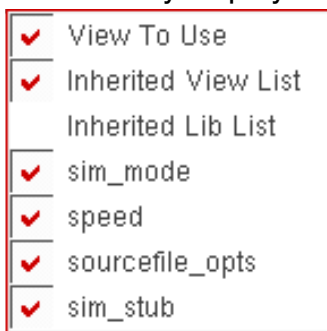 View To Use
Inherited View List
Inherited Lib List
sim_mode
speed
sourcefile_opts
sim_stub